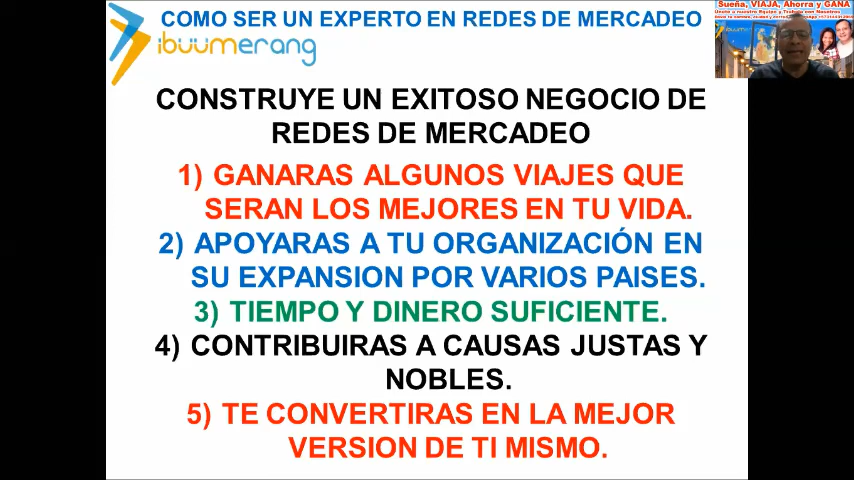 COMO SER UN EXPERTO EN REDES DE MERCADEO
ibüümerang
CONSTRUYE UN EXITOSO NEGOCIO DE
REDES DE MERCADEO
1) GANARAS ALGUNOS VIAJES QUE
SERAN LOS MEJORES EN TU VIDA.
2) APOYARAS A TU ORGANIZACIÓN EN
SU EXPANSION POR VARIOS PAISES.
3) TIEMPO Y DINERO SUFICIENTE.
4) CONTRIBUIRAS A CAUSAS JUSTAS Y
NOBLES.
5) TE CONVERTIRAS EN LA MEJOR
VERSION DE TI MISMO.
Sueña, VIAJA, Ahorra y GANA